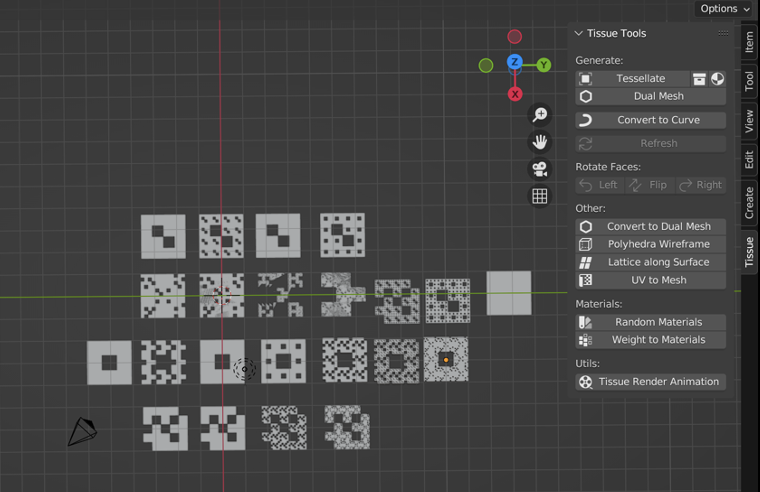 Options
Tissue Tools
Generate:
Tessellate
Dual Mesh
Convert to Curve
Refresh
Rotate Faces:
Left Flip Right
Other:
Convert to Dual Mesh
Polyhedra Wireframe
Lattice along Surface
UV to Mesh
Materials:
Random Materials
Weight to Materials
Utils:
Tissue Render Animation
Item
Tool
View
Edit
Create
Tissue
Z
Y
X